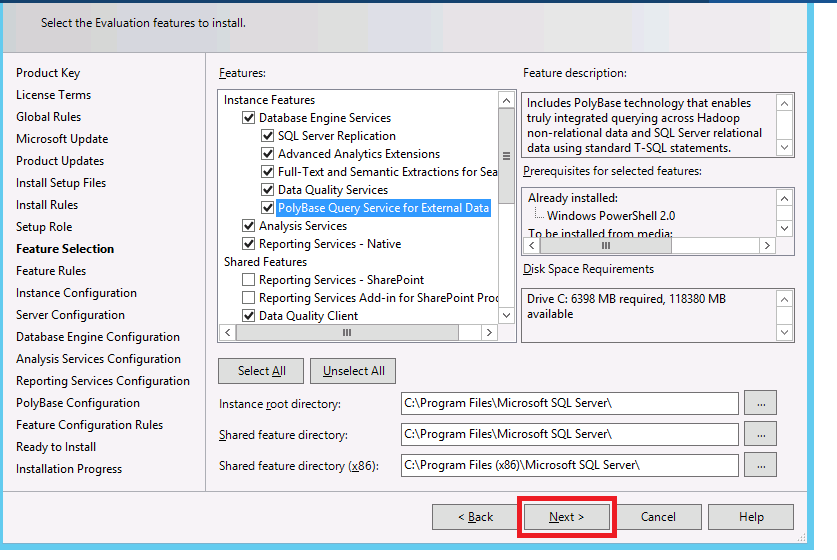 Select the Evaluation features to install.
Product Key
License Terms
Global Rules
Microsoft Update
Product Updates
Install Setup Files
Install Rules
Setup Role
Feature Selection
Feature Rules
Instance Configuration
Server Configuration
Database Engine Configuration
Analysis Services Configuration
Reporting Services Configuration
PolyBase Configuration
Feature Configuration Rules
Ready to Install
Installation Progress
Features:
Instance Features
Database Engine Services
SQL Server Replication
Advanced Analytics Extensions
Full-Text and Semantic Extractions for Sea
Data Quality Services
PolyBase Query Service for External Data
Analysis Services
Reporting Services - Native
Shared Features
Reporting Services - SharePoint
Reporting Services Add-in for SharePoint Proc
Data Quality Client
Feature description:
Includes PolyBase technology that enables
truly integrated querying across Hadoop
non-relational data and SQL Server relational
data using standard T-SQL statements.
Prerequisites for selected features:
Already installed:
Windows PowerShell 2.0
To be installed from media:
Disk Space Requirements
Drive C: 6398 MB required, 118380 MB
available
Select All
Unselect All
Instance root directory:
C:\Program Files\Microsoft SQL Server\
...
Shared feature directory:
C:\Program Files\Microsoft SQL Server\
...
Shared feature directory (x86):
C:\Program Files (x86)\Microsoft SQL Server\
...
< Back
Next >
Cancel
Help